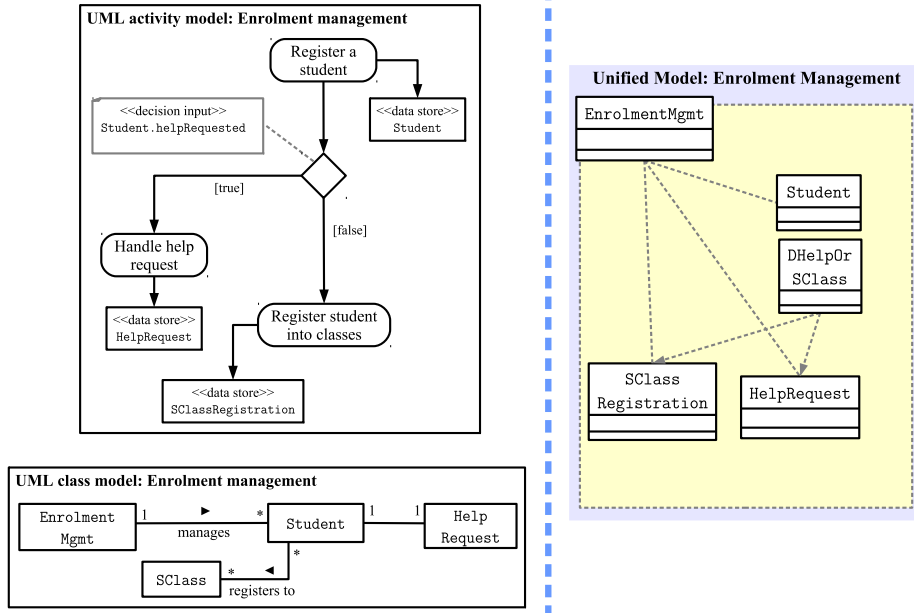 UML activity model: Enrolment management
Register a
student
<<decision input>>
Student.helpRequested
<<data store>>
Student
[true]
[false]
Handle help
request
<<data store>>
HelpRequest
Register student
into classes
<<data store>>
SClassRegistration
UML class model: Enrolment management
Enrolment
Mgmt
1
manages
*
Student
1
1
Help
Request
*
SClass
*
registers to
Unified Model: Enrolment Management
EnrolmentMgmt
Student
DHelpOr
SClass
SClass
Registration
HelpRequest